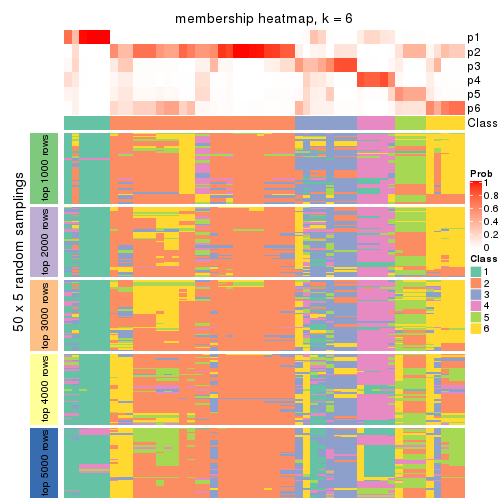 membership heatmap, k = 6
p1
p2
p3
p4
p5
p6
Class
50 x 5 random samplings
top 1000 rows
top 2000 rows
top 3000 rows
top 4000 rows
top 5000 rows
Prob
1
0.8
0.6
0.4
0.2
0
Class
1
2
3
4
5
6